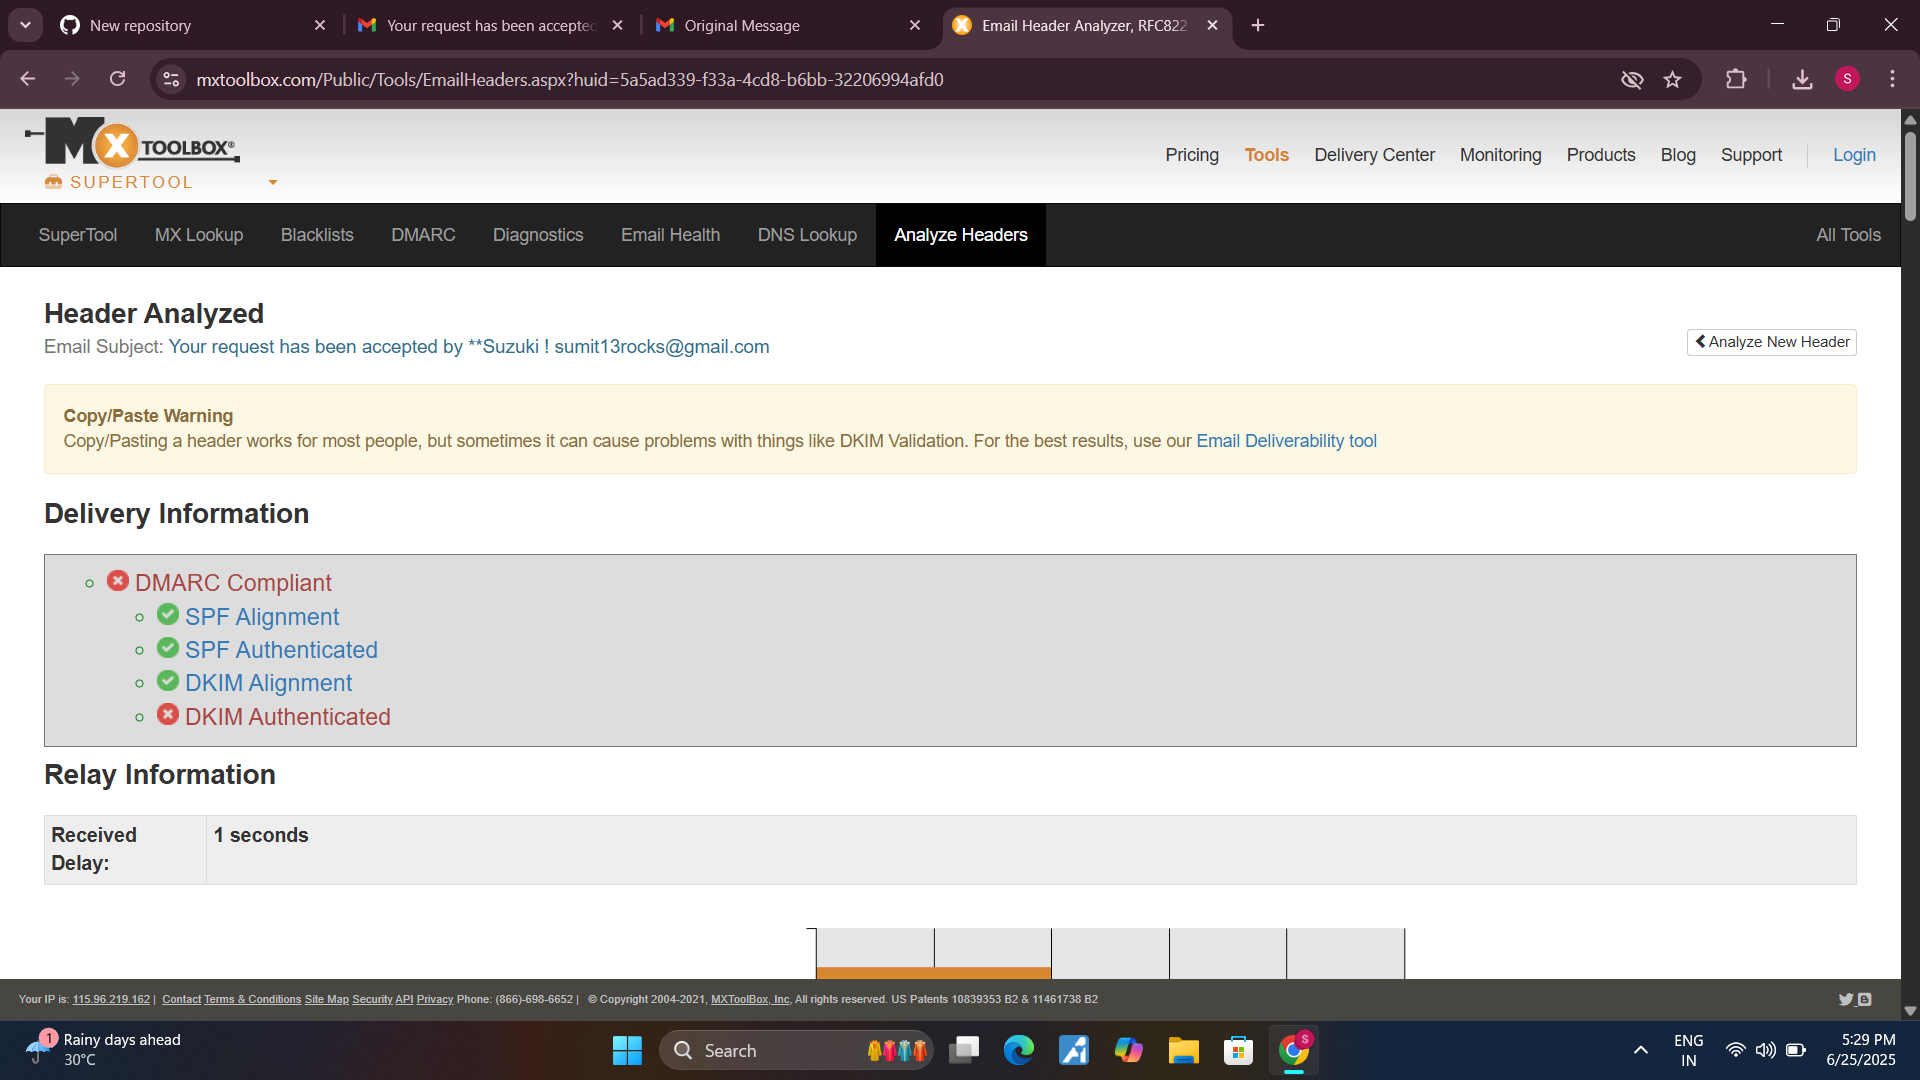 New repository
Your request has been accepted
Original Message
Email Header Analyzer, RFC822
mxtoolbox.com/Public/Tools/EmailHeaders.aspx?huid=5a5ad339-f33a-4cd8-b6bb-32206994afd0
S
MX TOOLBOX®
SUPERTOOL
Pricing Tools Delivery Center Monitoring Products Blog Support Login
SuperTool MX Lookup Blacklists DMARC Diagnostics Email Health DNS Lookup Analyze Headers All Tools
Header Analyzed
Email Subject: Your request has been accepted by **Suzuki ! sumit13rocks@gmail.com
Analyze New Header
Copy/Paste Warning
Copy/Pasting a header works for most people, but sometimes it can cause problems with things like DKIM Validation. For the best results, use our Email Deliverability tool
Delivery Information
DMARC Compliant
SPF Alignment
SPF Authenticated
DKIM Alignment
DKIM Authenticated
Relay Information
Received Delay:
1 seconds
Your IP is: 115.96.219.162 | Contact Terms & Conditions Site Map Security API Privacy Phone: (866)-698-6652 | © Copyright 2004-2021, MXToolBox, Inc, All rights reserved. US Patents 10839353 B2 & 11461738 B2
1
Rainy days ahead
30°C
Search
S
ENG
IN
5:29 PM
6/25/2025